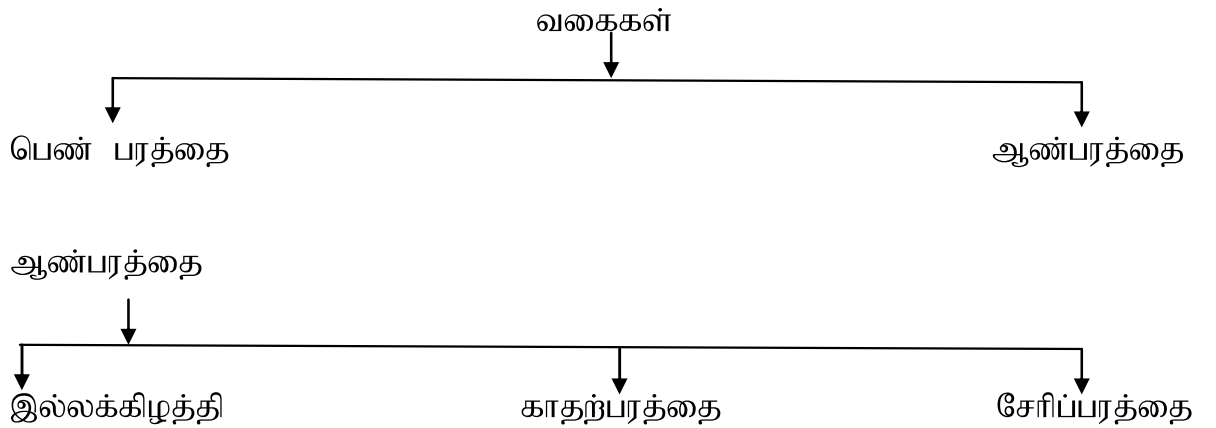 வகைகள்
பெண் பரத்தை ஆண்பரத்தை
ஆண்பரத்தை
இல்லக்கிழத்தி காதற்பரத்தை சேரிப்பரத்தை